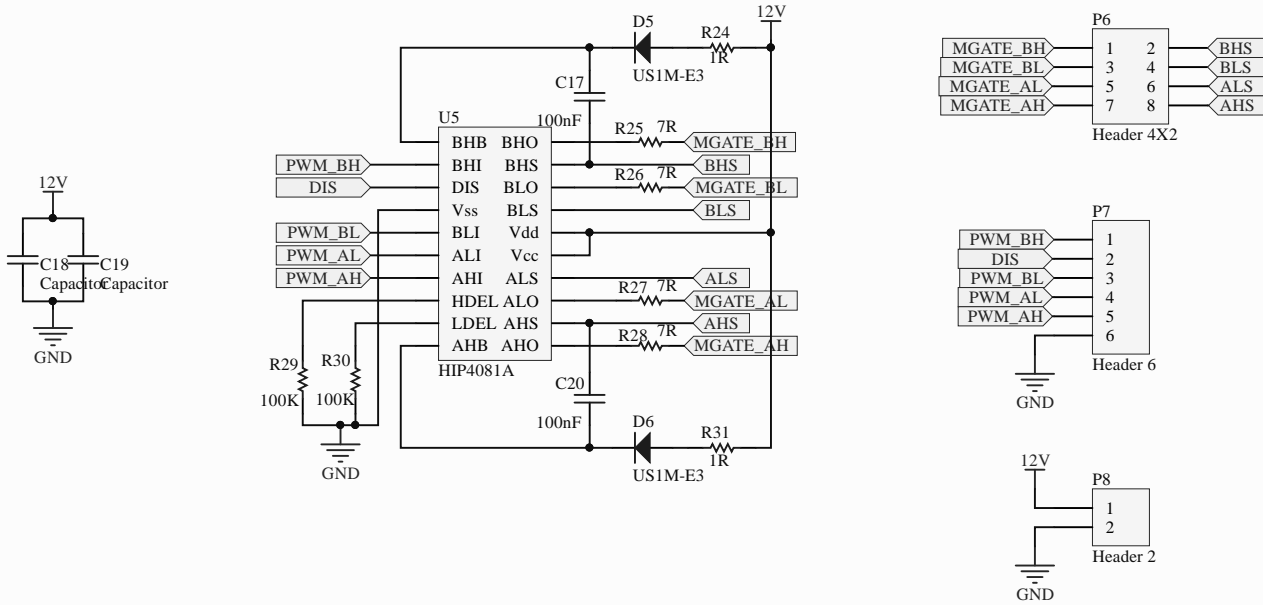 12V
C18
Capacitor
C19
Capacitor
GND
12V
D5
R24
1R
US1M-E3
C17
100nF
U5
R25 7R
BHB BHO MGATE_BH
PWM_BH BHI BHS BHS
R26 7R
DIS DIS BLO MGATE_BL
Vss BLS BLS
PWM_BL BLI Vdd
PWM_AL ALI Vcc
PWM_AH AHI ALS ALS
R27 7R
HDEL ALO MGATE_AL
LDEL AHS AHS
R28 7R
AHB AHO MGATE_AH
HIP4081A
R29
100K
R30
100K
GND
C20
100nF
D6
R31
1R
US1M-E3
P6
MGATE_BH 1 2 BHS
MGATE_BL 3 4 BLS
MGATE_AL 5 6 ALS
MGATE_AH 7 8 AHS
Header 4X2
P7
PWM_BH 1
DIS 2
PWM_BL 3
PWM_AL 4
PWM_AH 5
6
Header 6
GND
12V
P8
1
2
Header 2
GND